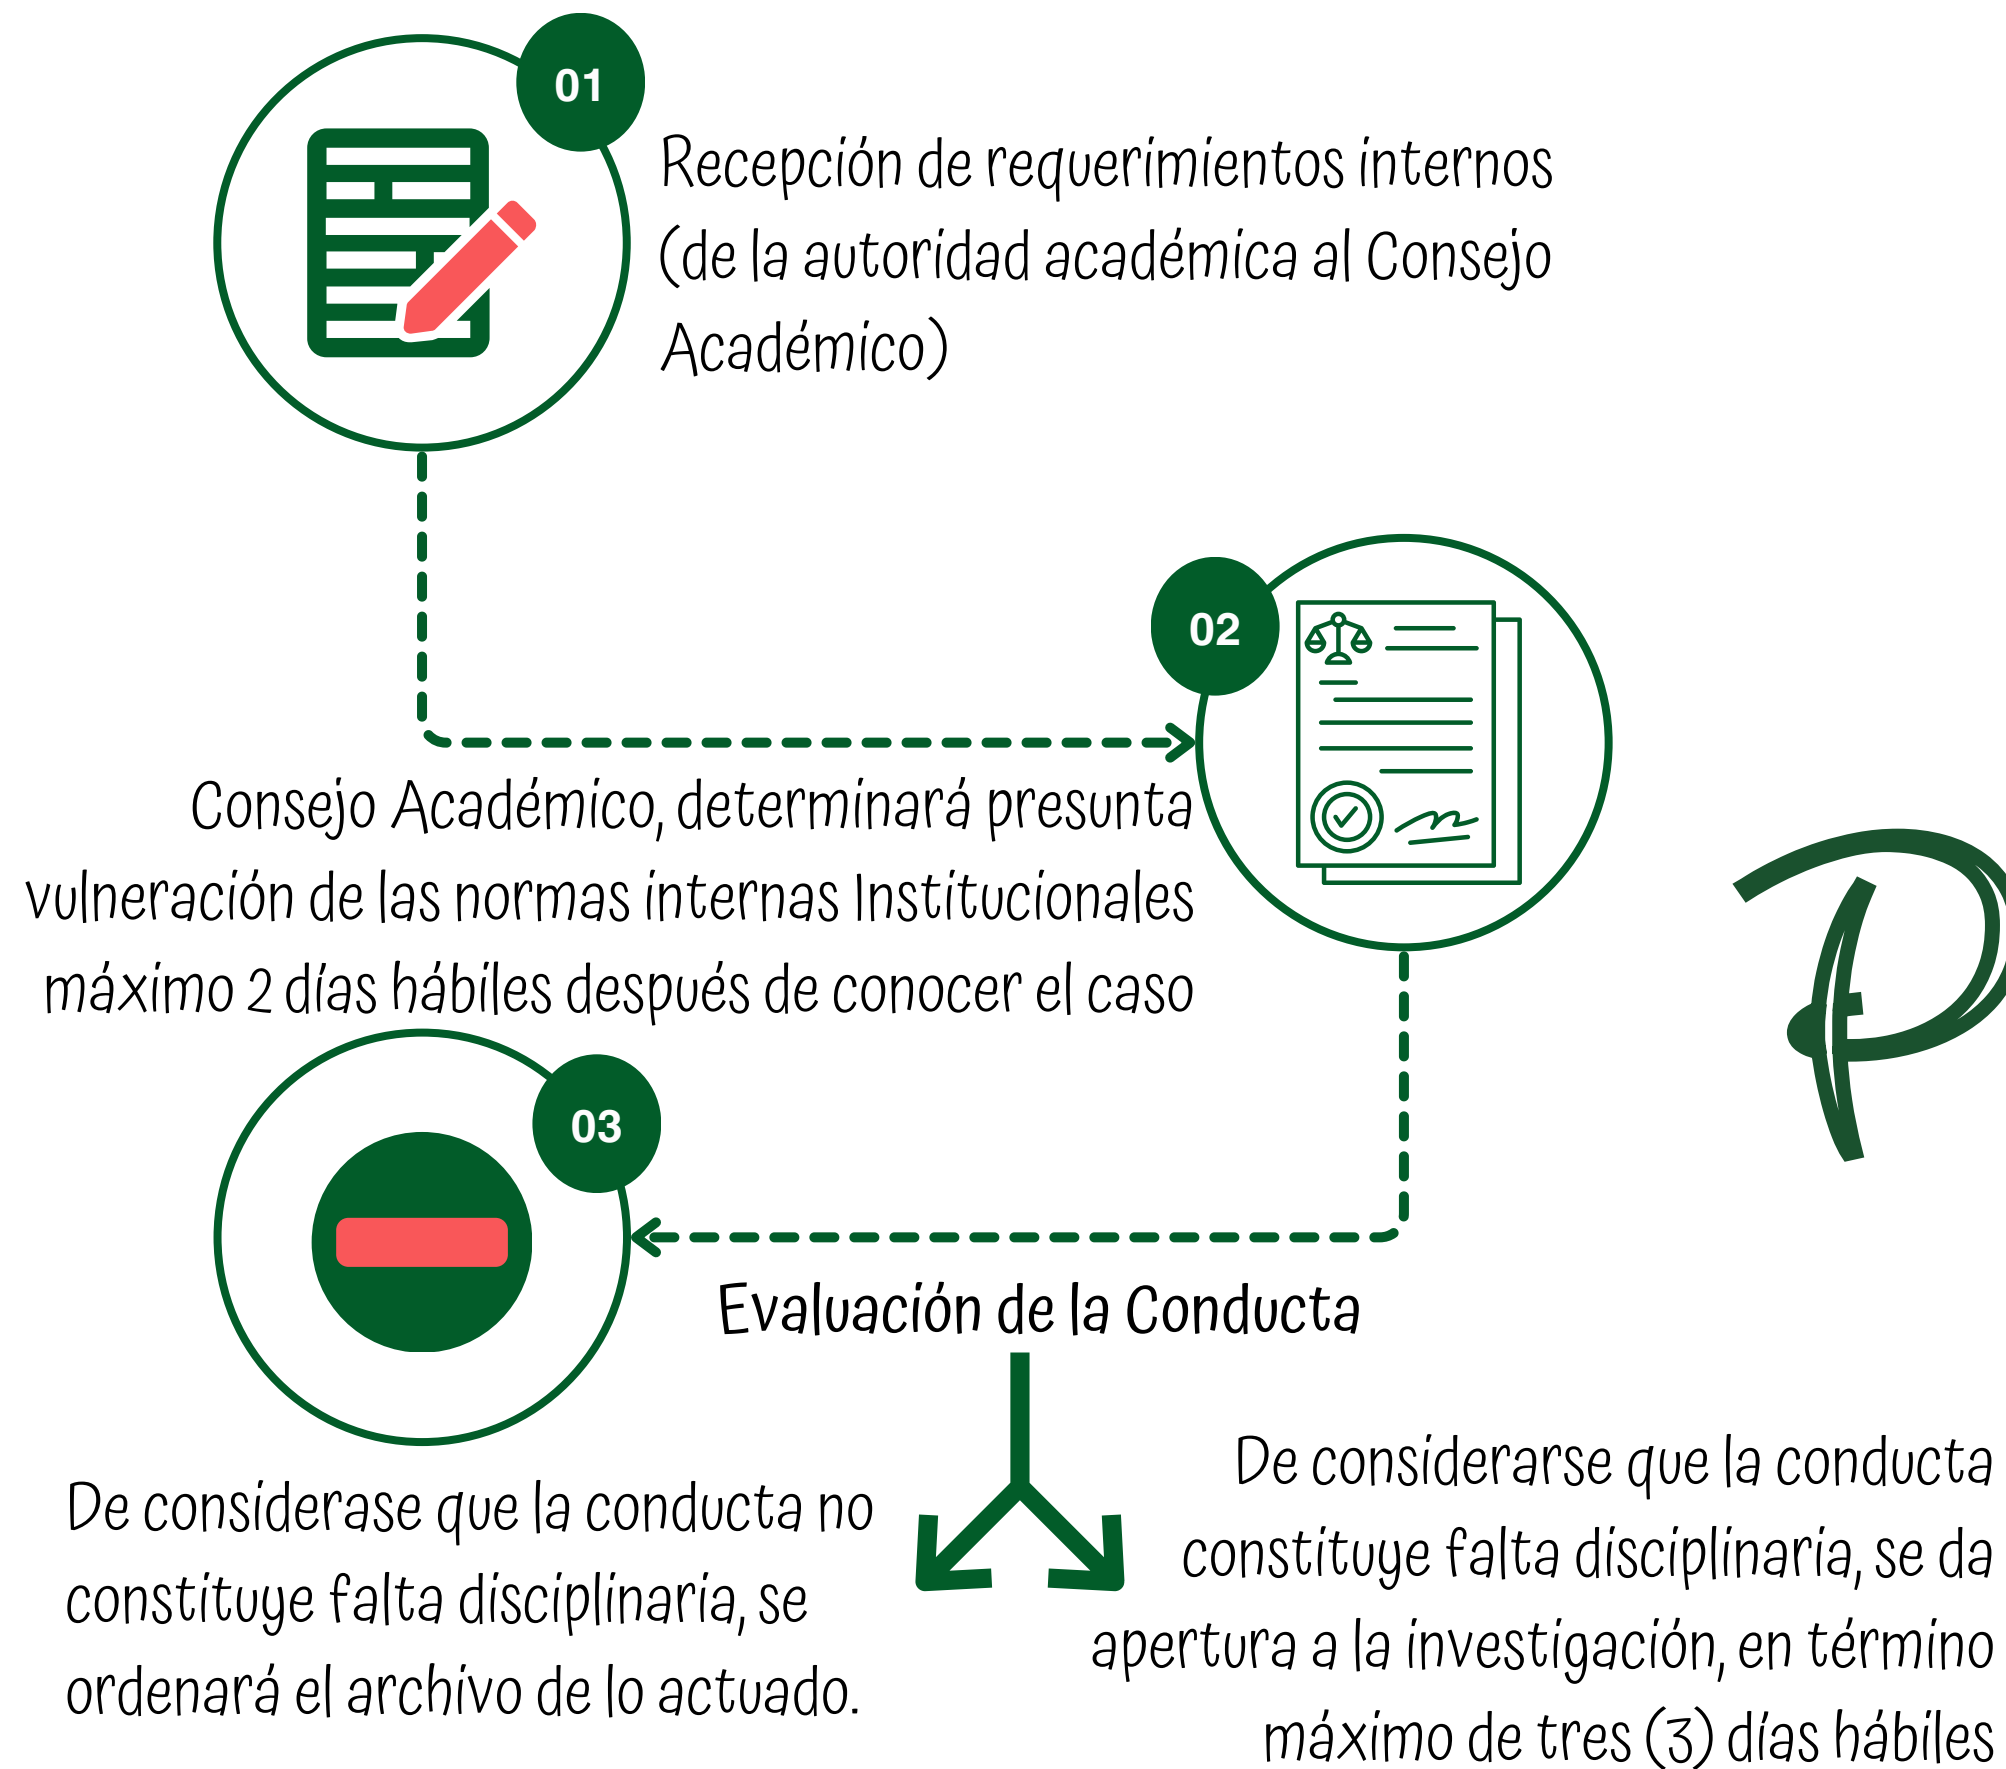 01
Recepción de requerimientos internos
(de la autoridad académica al Consejo
Académico)
02
Consejo Académico, determinará presunta
vulneración de las normas internas Institucionales
máximo 2 días hábiles después de conocer el caso
03
Evaluación de la Conducta
De considerase que la conducta no
constituye falta disciplinaria, se
ordenará el archivo de lo actuado.
De considerarse que la conducta
constituye falta disciplinaria, se da
apertura a la investigación, en término
máximo de tres (3) días hábiles
P